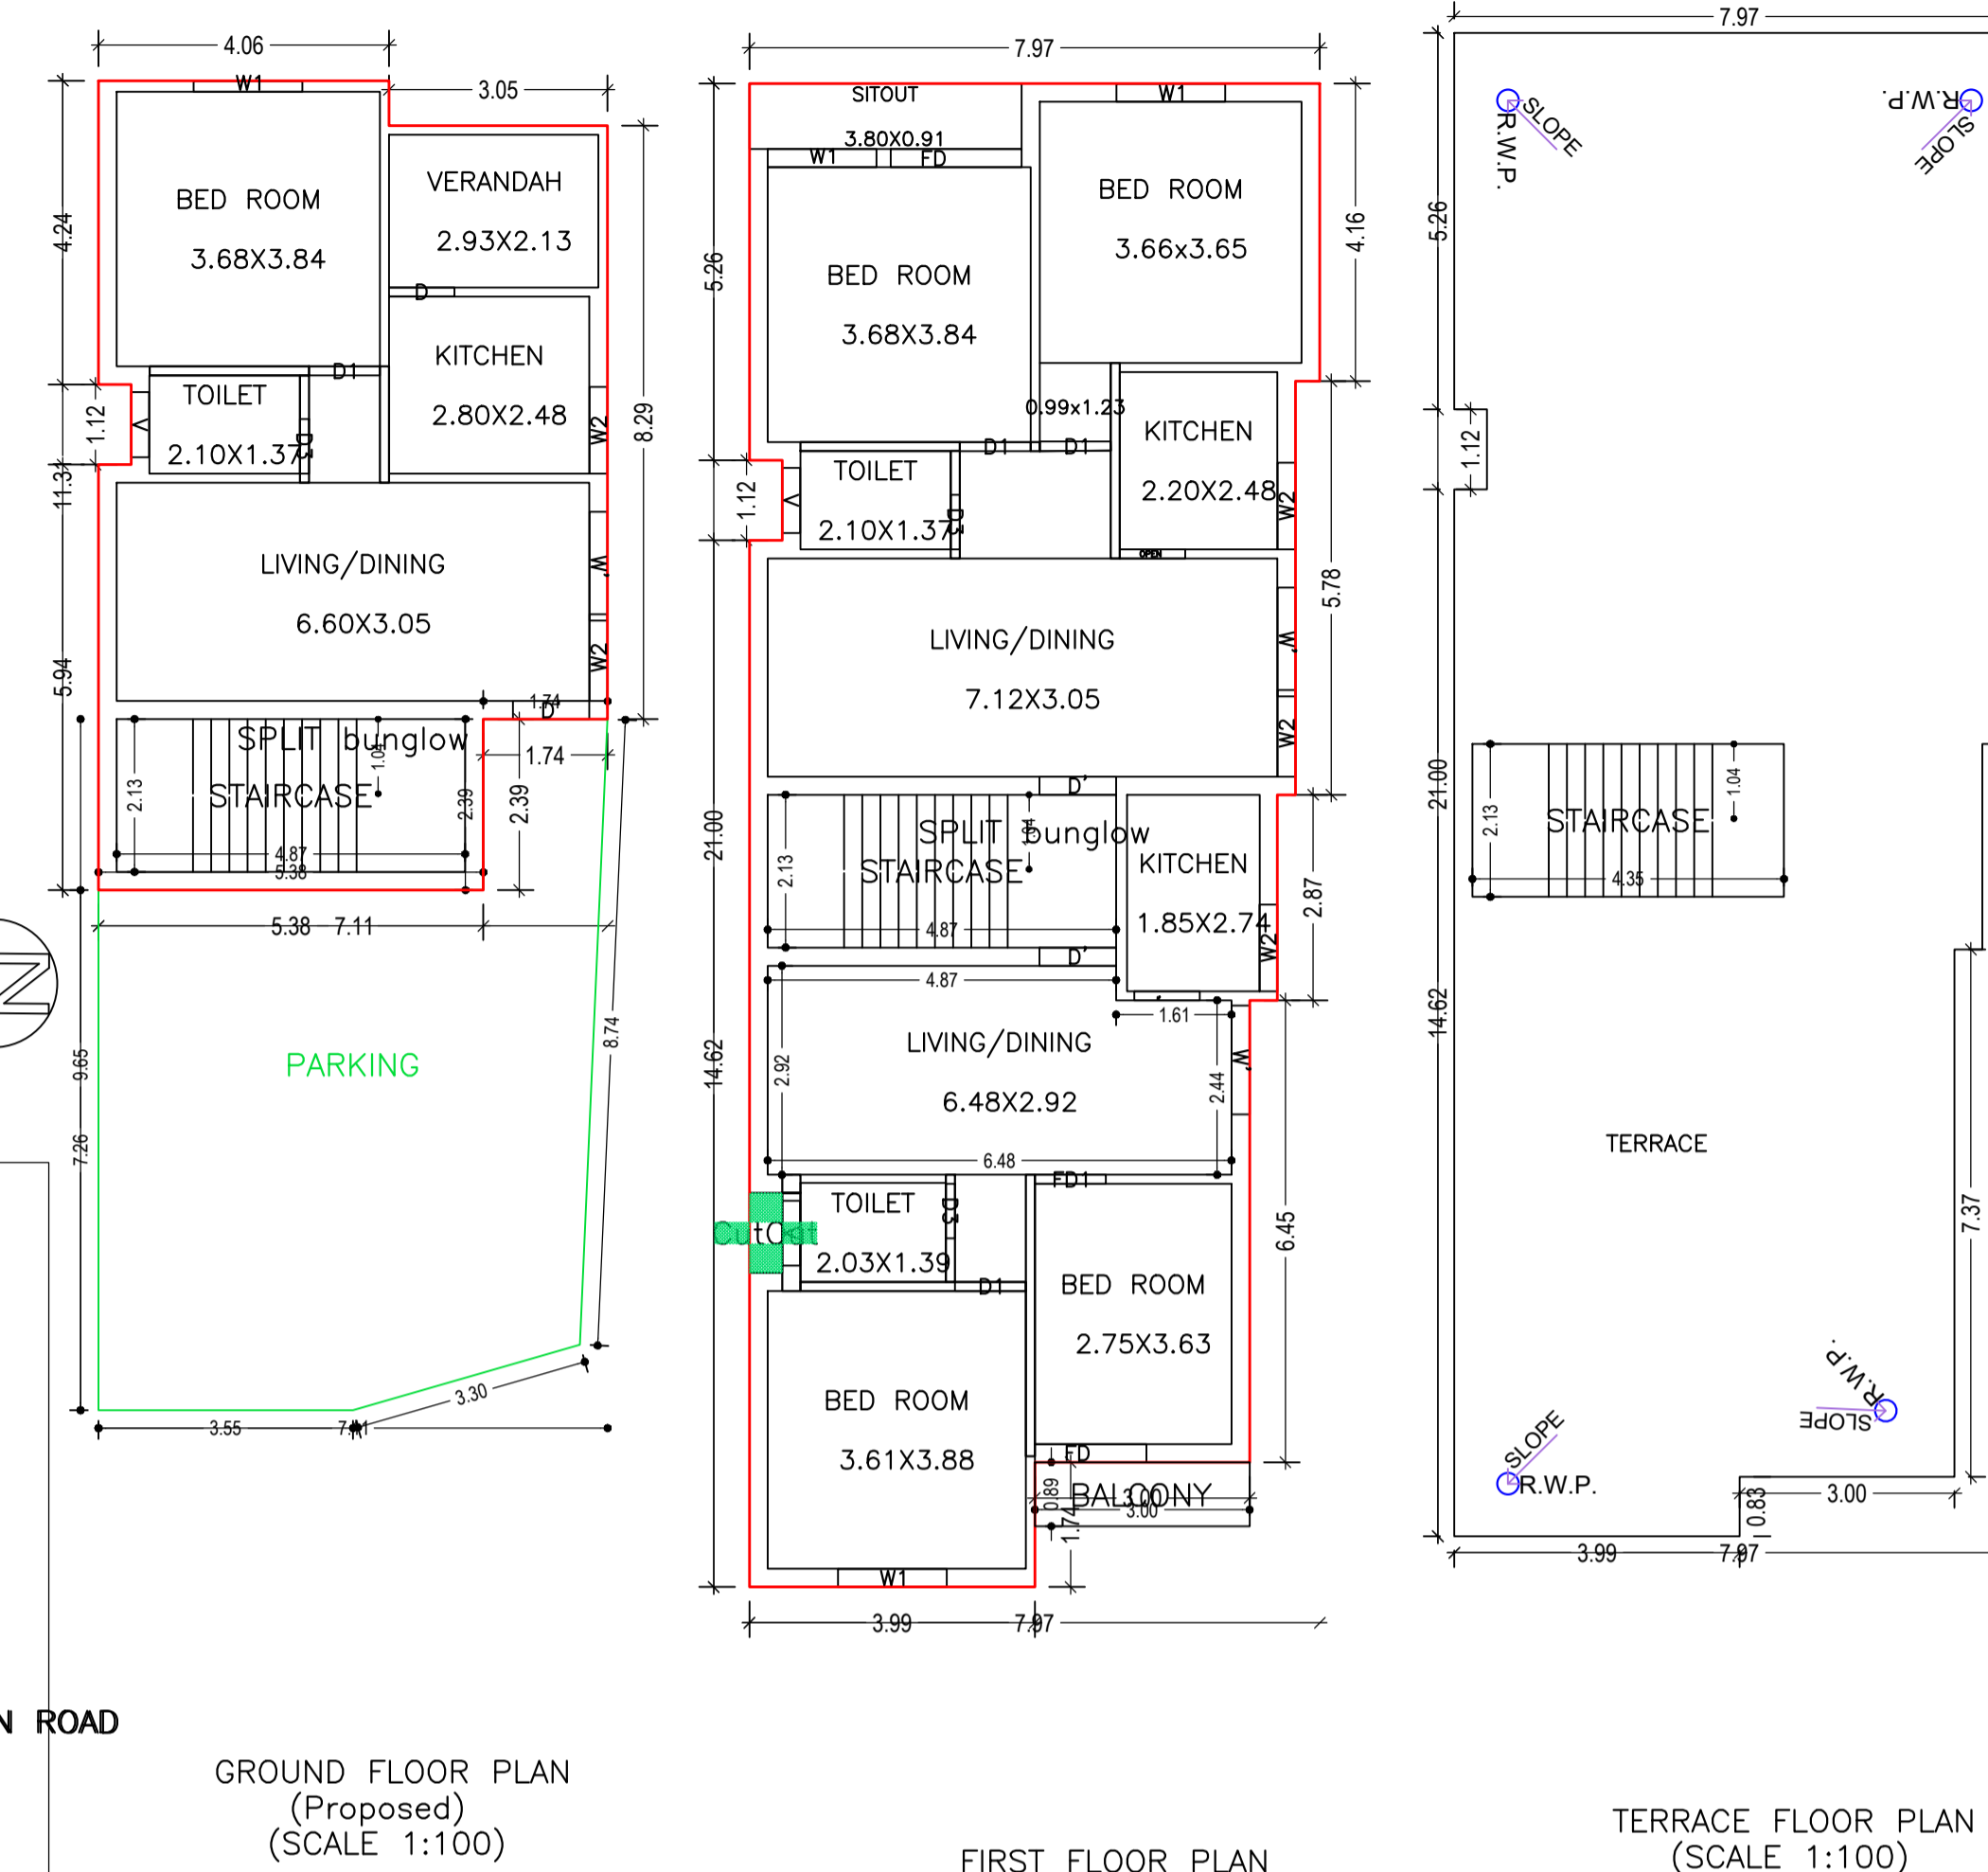 4.06
W1
3.05
BED ROOM
3.68X3.84
VERANDAH
2.93X2.13
4.24
D
KITCHEN
2.80X2.48
8.29
D1
TOILET
2.10X1.37
D3
V
1.12
W2
11.31
LIVING/DINING
6.60X3.05
W'
W2
5.94
1.74
D
SPLIT bunglow
1.04
1.74
STAIRCASE
2.13
2.39
2.39
4.87
5.38
5.38
7.11
PARKING
9.65
8.74
7.26
3.30
3.55
7.11
N
N ROAD
GROUND FLOOR PLAN
(Proposed)
(SCALE 1:100)
7.97
SITOUT
3.80X0.91
W1
W1
FD
BED ROOM
3.66x3.65
4.16
BED ROOM
3.68X3.84
5.26
0.99x1.23
D1
D1
KITCHEN
2.20X2.48
TOILET
2.10X1.37
D3
V
1.12
W2
OPEN
5.78
LIVING/DINING
7.12X3.05
W'
W2
D'
SPLIT bunglow
1.04
STAIRCASE
2.13
21.00
KITCHEN
1.85X2.74
2.87
4.87
W2
D'
4.87
1.61
LIVING/DINING
6.48X2.92
W'
2.92
2.44
14.62
6.48
FD1
TOILET
2.03X1.39
D3
CutOut
6.45
D1
BED ROOM
2.75X3.63
BED ROOM
3.61X3.88
FD
BALCONY
0.89
3.00
3.00
1.74
W1
3.99
7.97
FIRST FLOOR PLAN
7.97
SLOPE
R.W.P.
R.W.P.
SLOPE
5.26
1.12
STAIRCASE
1.04
2.13
4.35
21.00
14.62
TERRACE
7.37
R.W.P.
SLOPE
SLOPE
R.W.P.
3.00
0.83
3.99
7.97
TERRACE FLOOR PLAN
(SCALE 1:100)